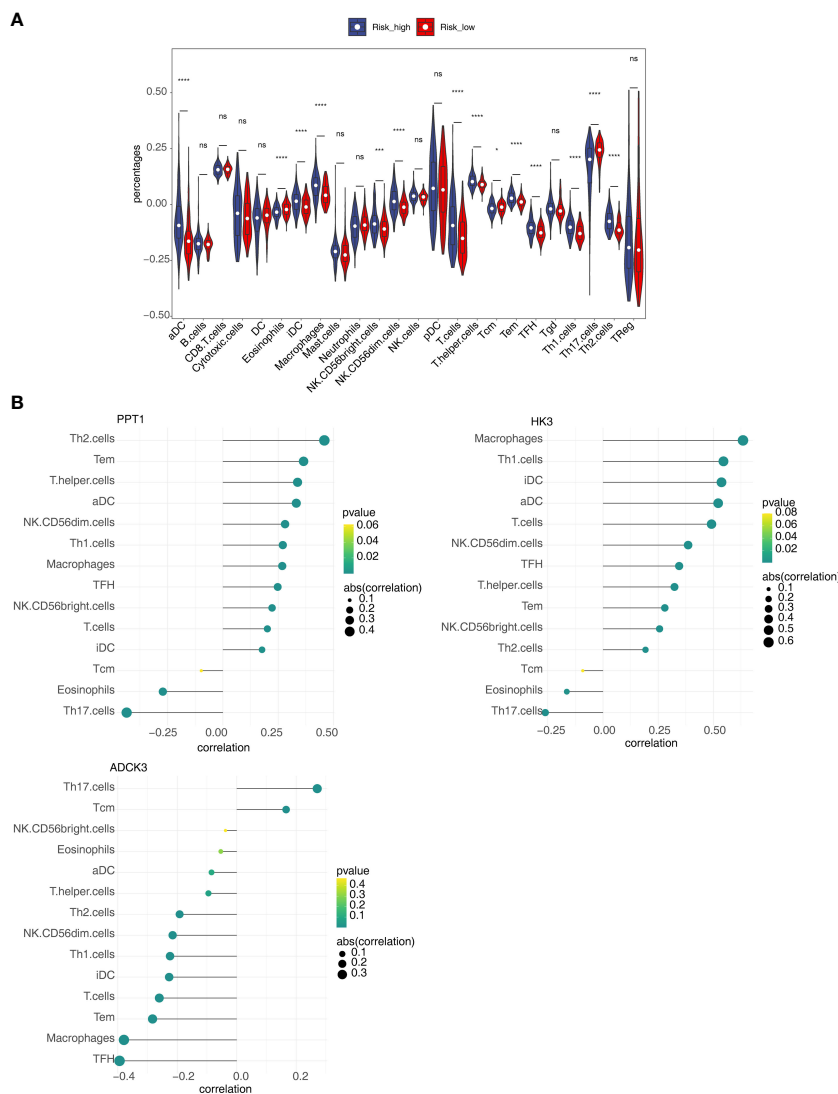 A
Risk_high Risk_low
percentages
0.50
0.25
0.00
−0.25
−0.50
**** ns ns ns **** **** **** ns ns *** **** ns ns **** **** * **** **** ns **** **** **** ns
aDC
B.cells
CD8.T.cells
Cytotoxic.cells
DC
Eosinophils
iDC
Macrophages
Mast.cells
Neutrophils
NK.CD56bright.cells
NK.CD56dim.cells
NK.cells
pDC
T.cells
T.helper.cells
Tcm
Tem
TFH
Tgd
Th1.cells
Th17.cells
Th2.cells
TReg
B
PPT1
Th2.cells
Tem
T.helper.cells
aDC
NK.CD56dim.cells
Th1.cells
Macrophages
TFH
NK.CD56bright.cells
T.cells
iDC
Tcm
Eosinophils
Th17.cells
−0.25 0.00 0.25 0.50
correlation
pvalue
0.06
0.04
0.02
abs(correlation)
0.1
0.2
0.3
0.4
HK3
Macrophages
Th1.cells
iDC
aDC
T.cells
NK.CD56dim.cells
TFH
T.helper.cells
Tem
NK.CD56bright.cells
Th2.cells
Tcm
Eosinophils
Th17.cells
−0.25 0.00 0.25 0.50
correlation
pvalue
0.08
0.06
0.04
0.02
abs(correlation)
0.1
0.2
0.3
0.4
0.5
0.6
ADCK3
Th17.cells
Tcm
NK.CD56bright.cells
Eosinophils
aDC
T.helper.cells
Th2.cells
NK.CD56dim.cells
Th1.cells
iDC
T.cells
Tem
Macrophages
TFH
−0.4 −0.2 0.0 0.2
correlation
pvalue
0.4
0.3
0.2
0.1
abs(correlation)
0.1
0.2
0.3